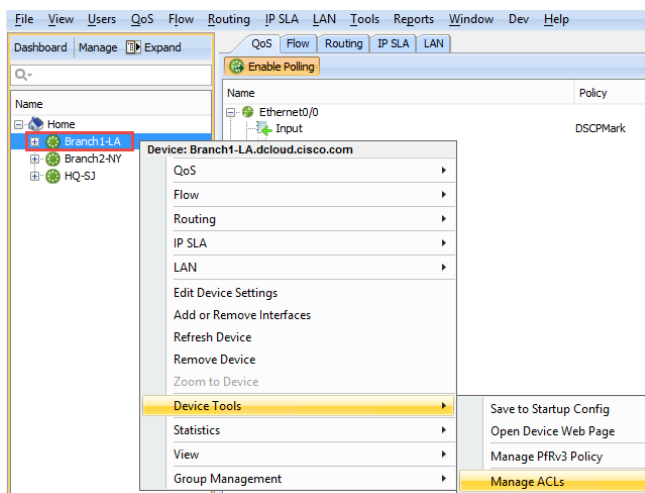 File View Users QoS Flow Routing IP SLA LAN Tools Reports Window Dev Help
Dashboard Manage Expand
QoS Flow Routing IP SLA LAN
Enable Polling
Name
Policy
Name
Ethernet0/0
Input
DSCPMark
Home
Branch1-LA
Branch2-NY
HQ-SJ
Device: Branch1-LA.dcloud.cisco.com
QoS
Flow
Routing
IP SLA
LAN
Edit Device Settings
Add or Remove Interfaces
Refresh Device
Remove Device
Zoom to Device
Device Tools
Statistics
View
Group Management
Save to Startup Config
Open Device Web Page
Manage PfRv3 Policy
Manage ACLs